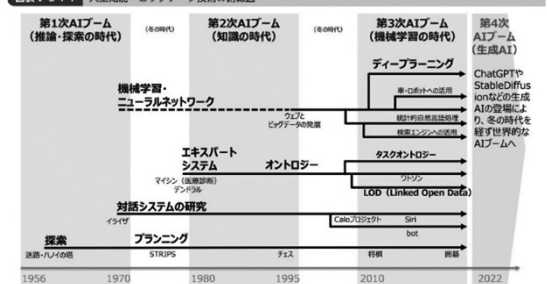 第1次AIブーム
(推論・探索の時代)
(冬の時代)
第2次AIブーム
(知識の時代)
(冬の時代)
第3次AIブーム
(機械学習の時代)
第4次
AIブーム
(生成AI)
ディープラーニング
機械学習・
ニューラルネットワーク
車・ロボットへの活用
ウェブと
ビッグデータの発展
統計的自然言語処理
検索エンジンへの活用
ChatGPTや
StableDiffus
ionなどの生成
AIの登場によ
り、冬の時代を
経ず世界的な
AIブームへ
エキスパート
システム
オントロジー
タスクオントロジー
マイシン(医療診断)
デンドラル
ワトソン
LOD(Linked Open Data)
対話システムの研究
イライザ
Caloプロジェクト
Siri
bot
探索
プランニング
迷路・ハノイの塔
STRIPS
チェス
将棋
囲碁
1956
1970
1980
1995
2010
2022